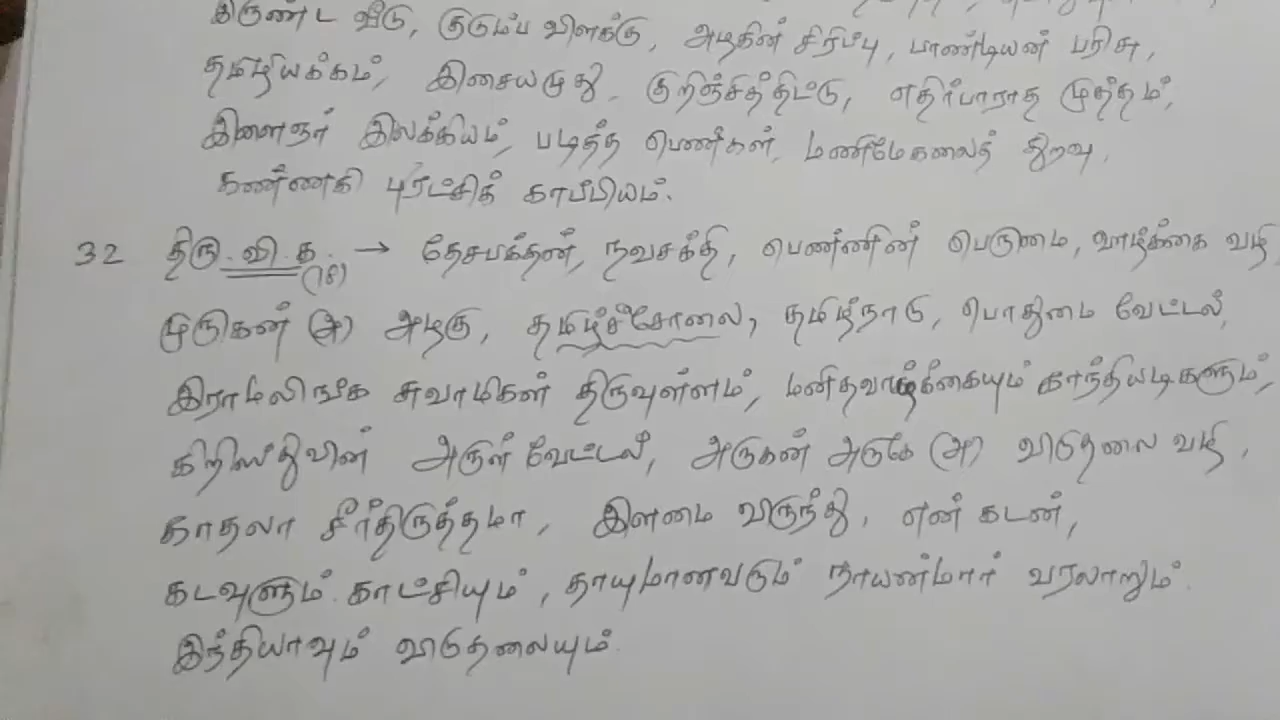 இருண்ட வீடு, குடும்ப விளக்கு, அழகின் சிரிப்பு, பாண்டியன் பரிசு,
தமிழியக்கம், இசையமுது, குறிஞ்சித்திட்டு, எதிர்பாராத முத்தம்,
இளைஞர் இலக்கியம், படித்த பெண்கள், மணிமேகலைத் துறவு,
கண்ணகி புரட்சிக் காப்பியம்.
32 திரு.வி.க. → தேசபக்தன், நவசக்தி, பெண்ணின் பெருமை, வாழ்க்கை வழி
(18)
முருகன் (அ) அழகு, தமிழ்ச்சோலை, தமிழ்நாடு, பொதுமை வேட்டல்,
இராமலிங்க சுவாமிகள் திருவுள்ளம், மனிதவாழ்க்கையும் காந்தியடிகளும்,
கிறிஸ்துவின் அருள் வேட்டல், அருகன் அருகே (அ) விடுதலை வழி,
காதலா சீர்திருத்தமா, இளமை விருந்து, என் கடன்,
கடவுளும் காட்சியும், தாயுமானவரும் நாயன்மார் வரலாறும்.
இந்தியாவும் விடுதலையும்.